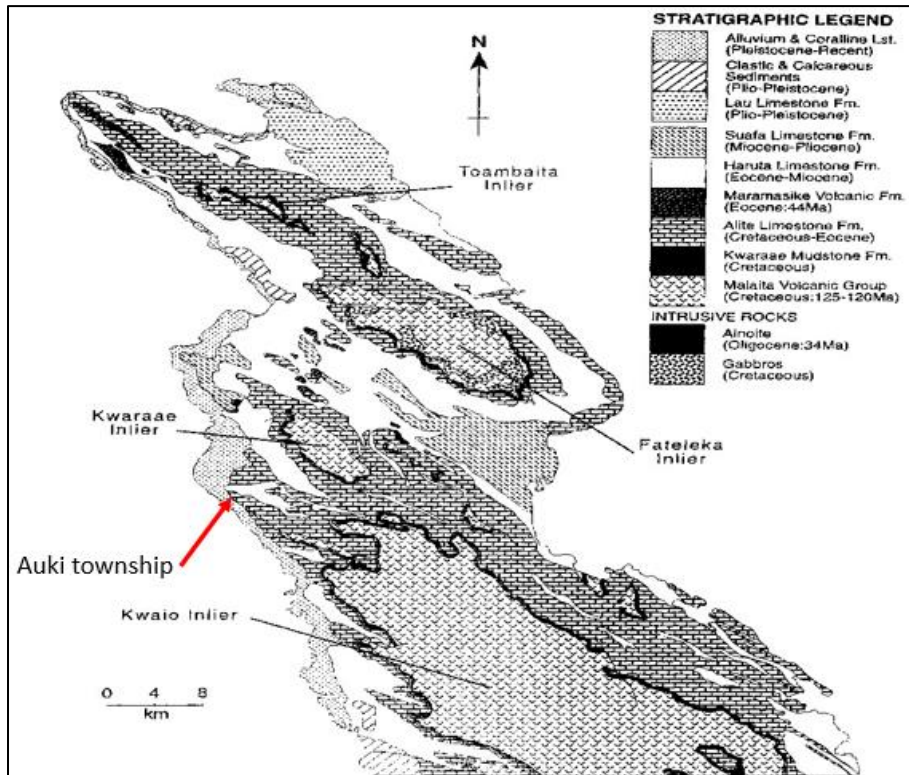 STRATIGRAPHIC LEGEND
Alluvium & Coralline Lst.
(Pleistocene-Recent)
Clastic & Calcareous
Sediments
(Plio-Pleistocene)
Lau Limestone Fm.
(Plio-Pleistocene)
Suafa Limestone Fm.
(Miocene-Pliocene)
Haruta Limestone Fm.
(Eocene-Miocene)
Maramasike Volcanic Fm.
(Eocene:44Ma)
Alite Limestone Fm.
(Cretaceous-Eocene)
Kwaraae Mudstone Fm.
(Cretaceous)
Malaita Volcanic Group
(Cretaceous:125-120Ma)
INTRUSIVE ROCKS
Alnoite
(Oligocene:34Ma)
Gabbros
(Cretaceous)
N
Toambaita
Inlier
Kwaraae
Inlier
Fateleka
Inlier
Auki township
Kwaio Inlier
0 4 8
km